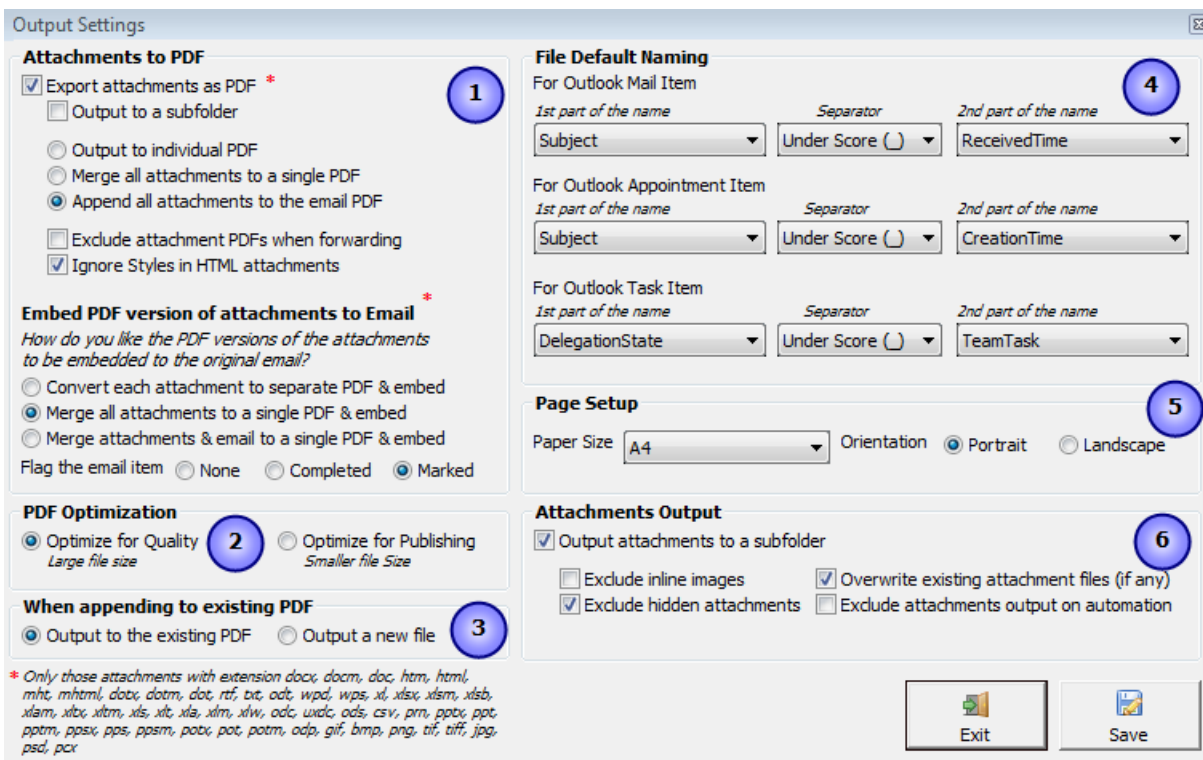 Output Settings
Attachments to PDF
Export attachments as PDF *
1
Output to a subfolder
Output to individual PDF
Merge all attachments to a single PDF
Append all attachments to the email PDF
Exclude attachment PDFs when forwarding
Ignore Styles in HTML attachments
Embed PDF version of attachments to Email *
How do you like the PDF versions of the attachments
to be embedded to the original email?
Convert each attachment to separate PDF & embed
Merge all attachments to a single PDF & embed
Merge attachments & email to a single PDF & embed
Flag the email item None Completed Marked
PDF Optimization
Optimize for Quality 2 Optimize for Publishing
Large file size Smaller file Size
When appending to existing PDF
Output to the existing PDF Output a new file 3
* Only those attachments with extension docx, docm, doc, htm, html,
mht, mhtml, dotx, dotm, dot, rtf, txt, odt, wpd, wps, xl, xlsx, xlsm, xlsb,
xlam, xltx, xltm, xls, xlt, xla, xlm, xlw, odc, uxdc, ods, csv, prn, pptx, ppt,
pptm, ppsx, pps, ppsm, potx, pot, potm, odp, gif, bmp, png, tif, tiff, jpg,
psd, pcx
File Default Naming
For Outlook Mail Item
4
1st part of the name Separator 2nd part of the name
Subject Under Score (_) ReceivedTime
For Outlook Appointment Item
1st part of the name Separator 2nd part of the name
Subject Under Score (_) CreationTime
For Outlook Task Item
1st part of the name Separator 2nd part of the name
DelegationState Under Score (_) TeamTask
Page Setup
5
Paper Size A4 Orientation Portrait Landscape
Attachments Output
Output attachments to a subfolder
6
Exclude inline images Overwrite existing attachment files (if any)
Exclude hidden attachments Exclude attachments output on automation
Exit Save